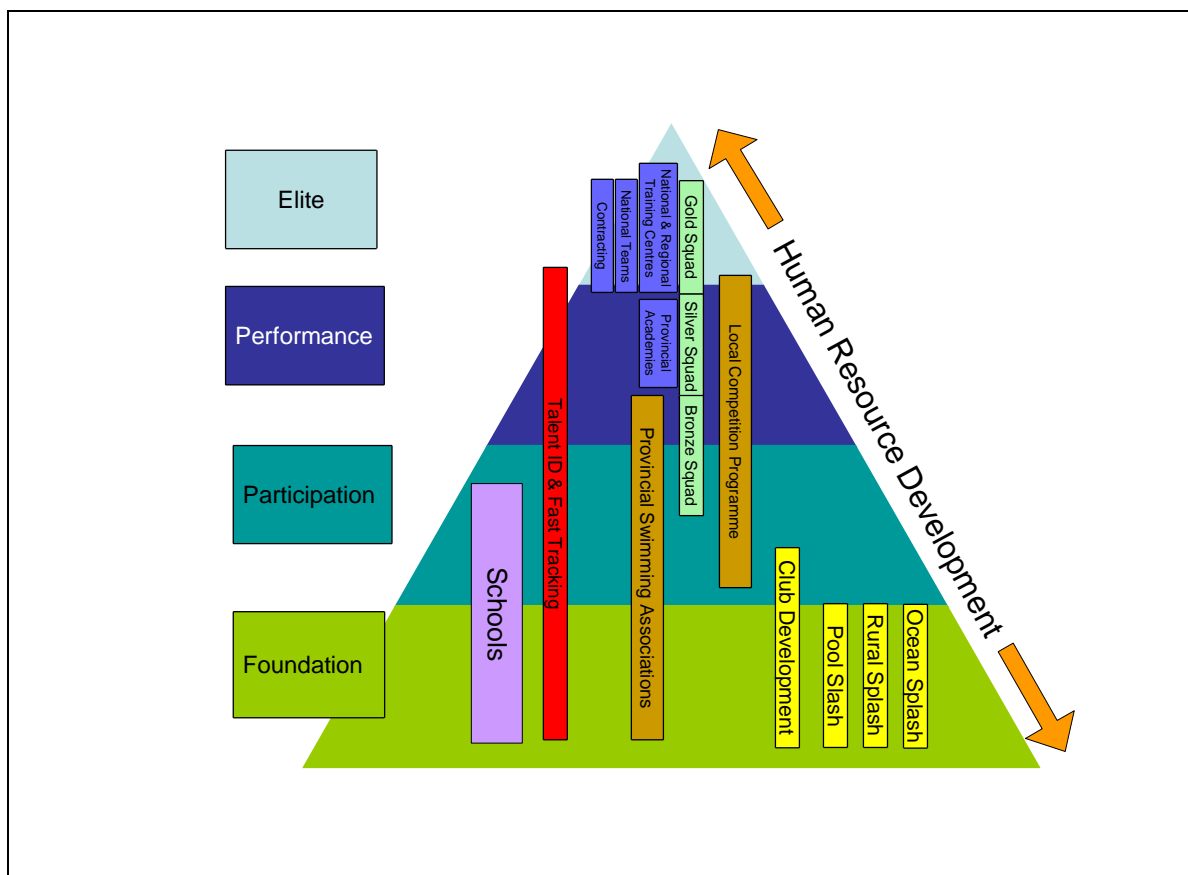 Elite
Performance
Participation
Foundation
Contracting
National Teams
National & Regional
Training Centres
Gold Squad
Provincial
Academies
Silver Squad
Bronze Squad
Local Competition Programme
Talent ID & Fast Tracking
Provincial Swimming Associations
Schools
Club Development
Pool Slash
Rural Splash
Ocean Splash
Human Resource Development